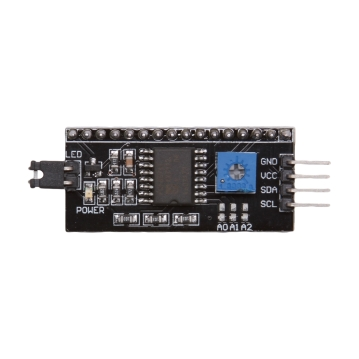 LED
GND
VCC
SDA
SCL
POWER
A0 A1 A2